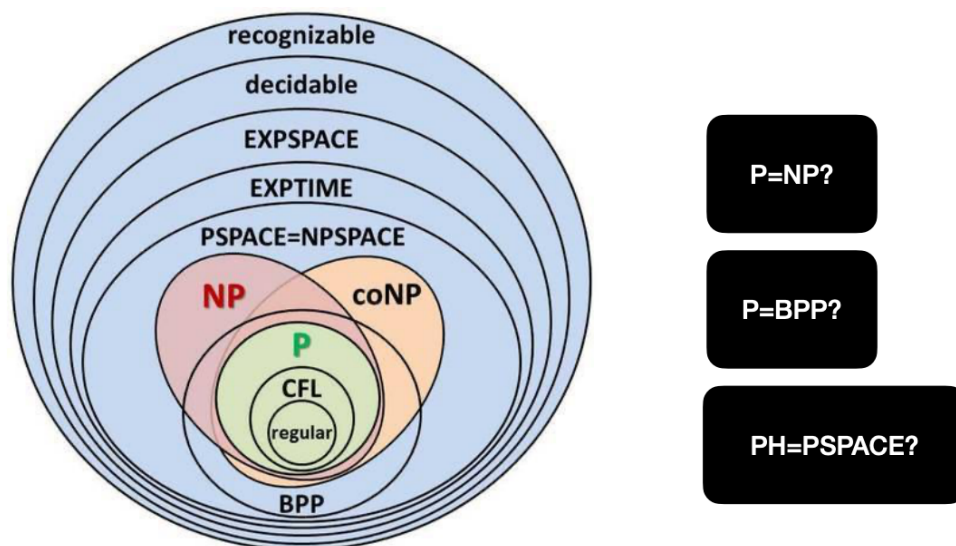 recognizable
decidable
EXPSPACE
EXPTIME
PSPACE=NPSPACE
NP
coNP
P
CFL
regular
BPP
P=NP?
P=BPP?
PH=PSPACE?